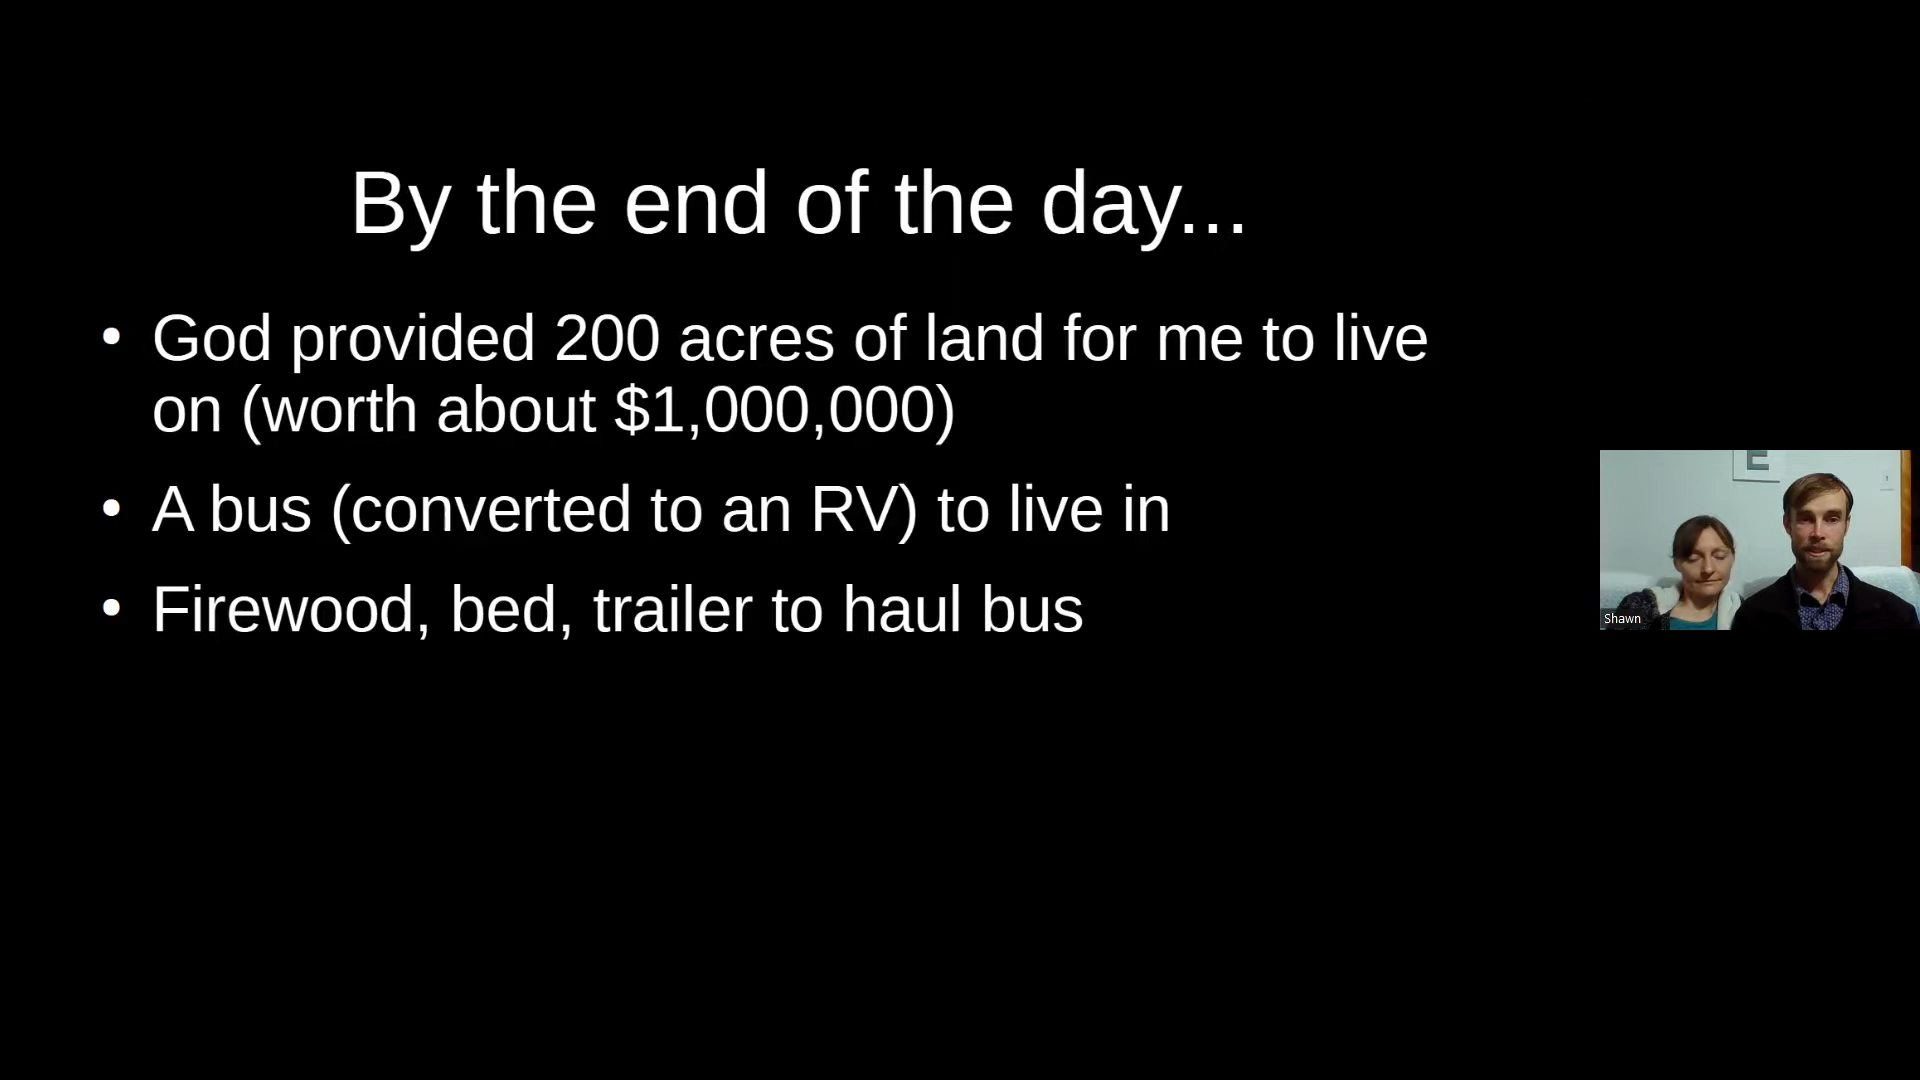 By the end of the day...
• God provided 200 acres of land for me to live
on (worth about $1,000,000)
• A bus (converted to an RV) to live in
• Firewood, bed, trailer to haul bus
E
Shawn